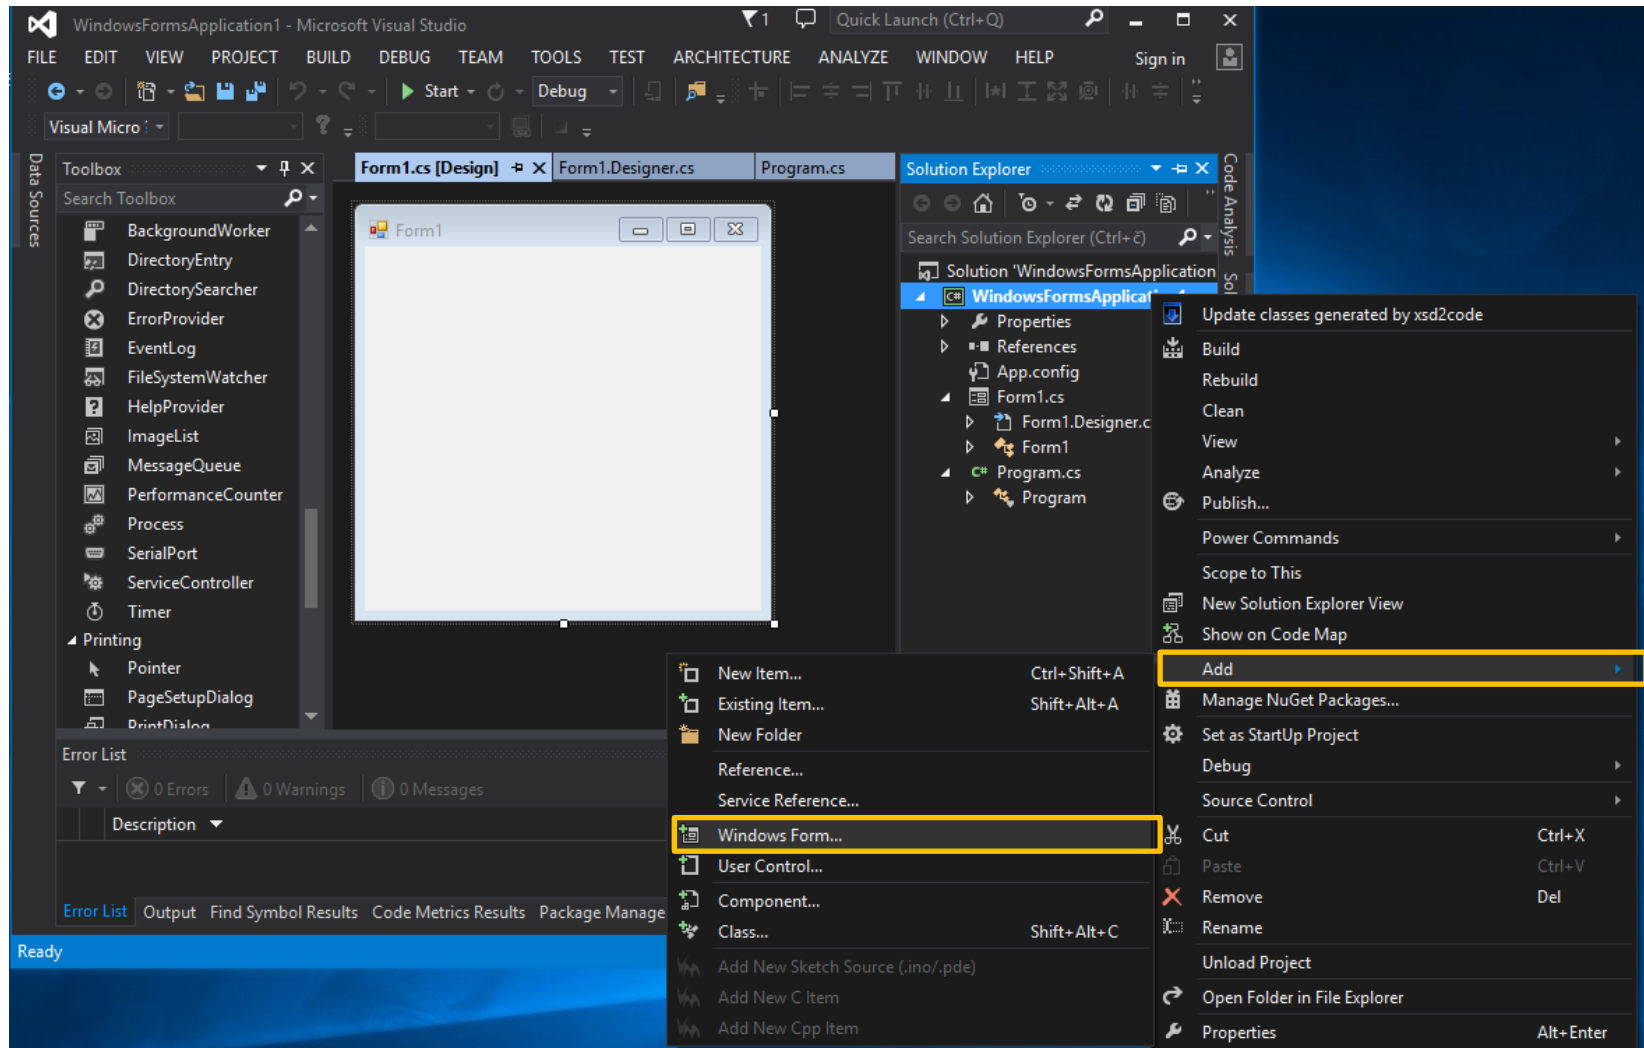 WindowsFormsApplication1 - Microsoft Visual Studio
1
Quick Launch (Ctrl+Q)
FILE EDIT VIEW PROJECT BUILD DEBUG TEAM TOOLS TEST ARCHITECTURE ANALYZE WINDOW HELP Sign in
Start Debug
Visual Micro
Data Sources
Toolbox
Search Toolbox
BackgroundWorker
DirectoryEntry
DirectorySearcher
ErrorProvider
EventLog
FileSystemWatcher
HelpProvider
ImageList
MessageQueue
PerformanceCounter
Process
SerialPort
ServiceController
Timer
Printing
Pointer
PageSetupDialog
PrintDialog
Form1.cs [Design] Form1.Designer.cs Program.cs
Form1
Solution Explorer
Search Solution Explorer (Ctrl+č)
Solution 'WindowsFormsApplication
WindowsFormsApplicat
Properties
References
App.config
Form1.cs
Form1.Designer.c
Form1
C# Program.cs
Program
Code Analysis
Sol
Update classes generated by xsd2code
Build
Rebuild
Clean
View
Analyze
Publish...
Power Commands
Scope to This
New Solution Explorer View
Show on Code Map
Add
Manage NuGet Packages...
Set as StartUp Project
Debug
Source Control
Cut Ctrl+X
Paste Ctrl+V
Remove Del
Rename
Unload Project
Open Folder in File Explorer
Properties Alt+Enter
New Item... Ctrl+Shift+A
Existing Item... Shift+Alt+A
New Folder
Reference...
Service Reference...
Windows Form...
User Control...
Component...
Class... Shift+Alt+C
Add New Sketch Source (.ino/.pde)
Add New C Item
Add New Cpp Item
Error List
0 Errors 0 Warnings 0 Messages
Description
Error List Output Find Symbol Results Code Metrics Results Package Manage
Ready